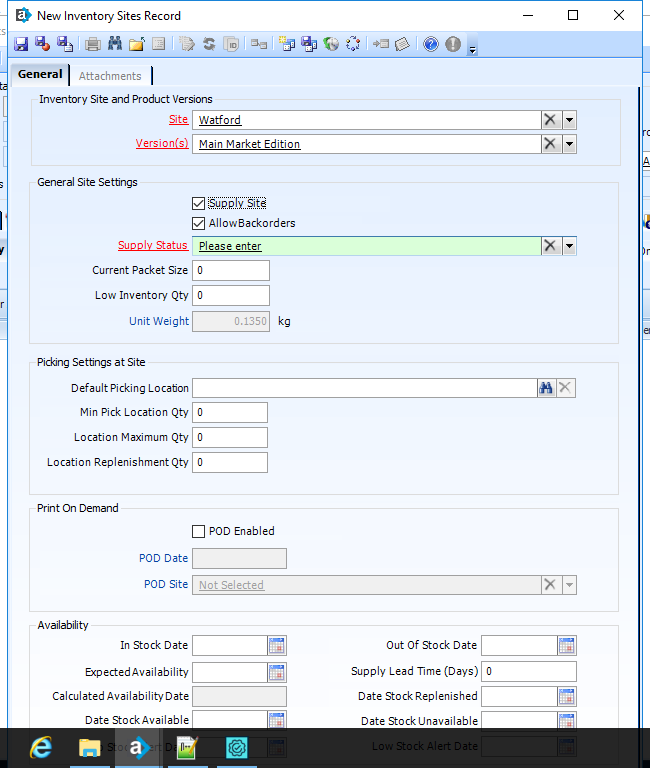 New Inventory Sites Record
General
Attachments
Inventory Site and Product Versions
Site Watford
Version(s) Main Market Edition
General Site Settings
Supply Site
AllowBackorders
Supply Status Please enter
Current Packet Size 0
Low Inventory Qty 0
Unit Weight 0.1350 kg
Picking Settings at Site
Default Picking Location
Min Pick Location Qty 0
Location Maximum Qty 0
Location Replenishment Qty 0
Print On Demand
POD Enabled
POD Date
POD Site Not Selected
Availability
In Stock Date Out Of Stock Date
Expected Availability Supply Lead Time (Days) 0
Calculated Availability Date Date Stock Replenished
Date Stock Available Date Stock Unavailable
Stock Alert Date Low Stock Alert Date